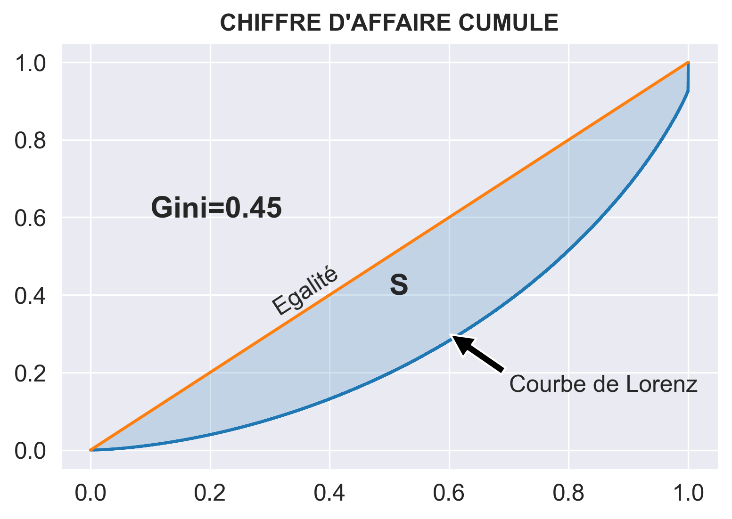 CHIFFRE D'AFFAIRE CUMULE
1.0
0.8
Gini=0.45
0.6
Egalité
S
0.4
0.2
Courbe de Lorenz
0.0
0.0 0.2 0.4 0.6 0.8 1.0